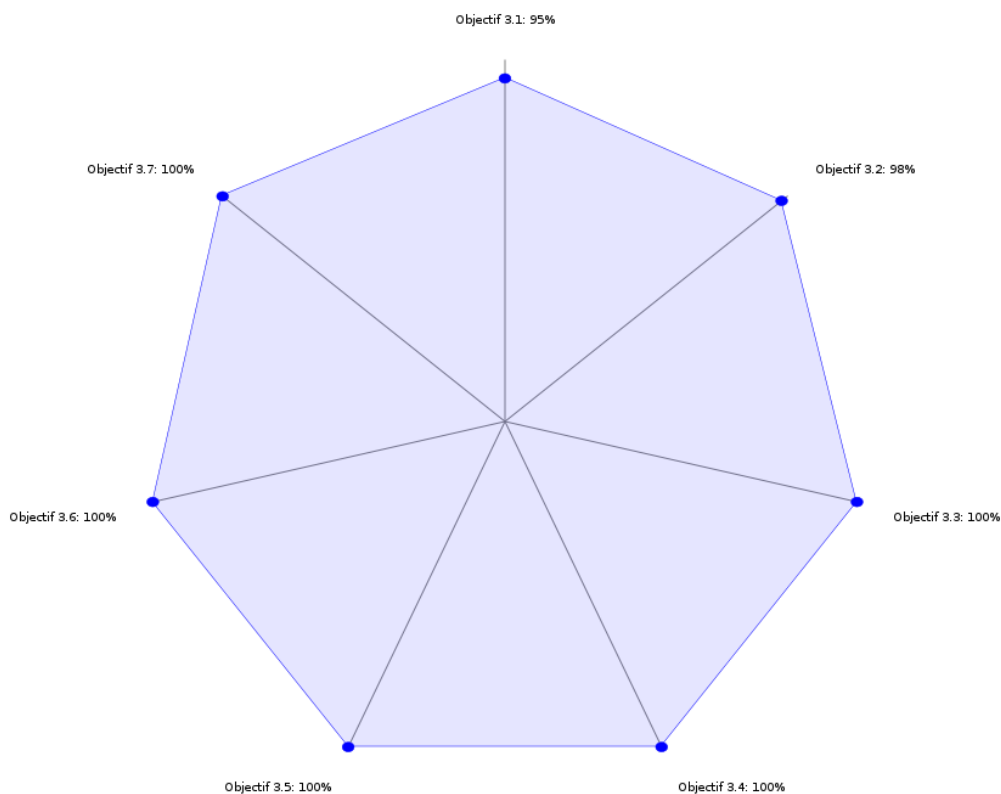 Objectif 3.1: 95%
Objectif 3.7: 100%
Objectif 3.2: 98%
Objectif 3.6: 100%
Objectif 3.3: 100%
Objectif 3.5: 100%
Objectif 3.4: 100%